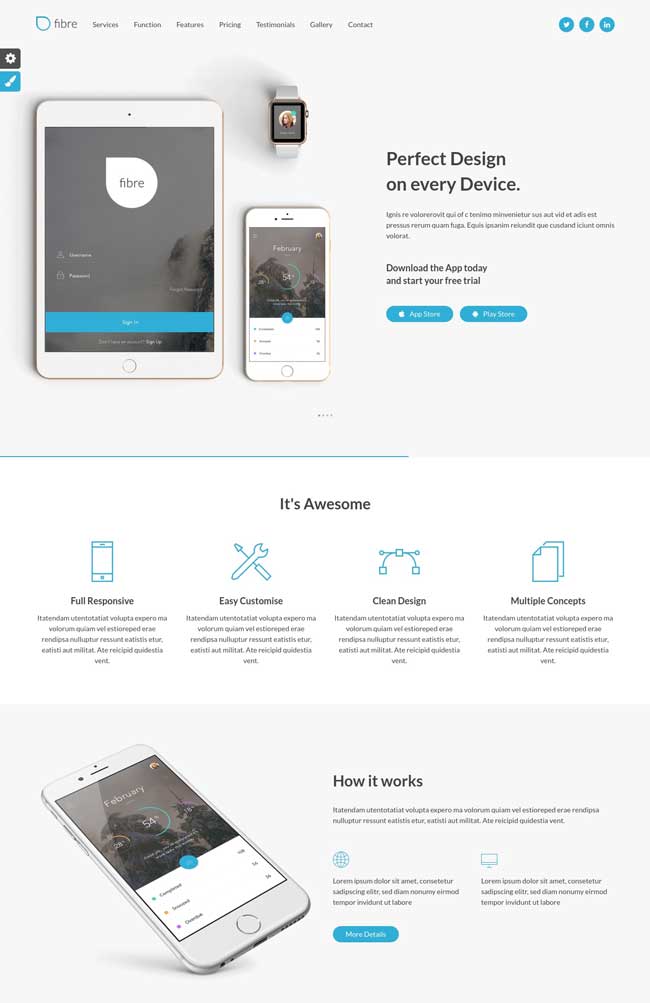 fibre
Services Function Features Pricing Testimonials Gallery Contact
fibre
Username
Password
Forgot Password
Sign In
Don't have an account? Sign Up
February
28°
54°
18°
Completed 108
Snoozed
Overdue
Perfect Design
on every Device.
Ignis re volorerovit qui of c tenimo minvenietur sus aut vid et adis est
pressus rerum quam fuga. Equis ipsanim reiundit que cusdand iciunt omnis
volorat.
Download the App today
and start your free trial
App Store
Play Store
It's Awesome
Full Responsive
Itatendam utentotatiat volupta expero ma
volorum quiam vel estioreped erae
rendipsa nulluptur ressunt eatistis etur,
eatisti aut militat. Ate reicipid quidestia
vent.
Easy Customise
Itatendam utentotatiat volupta expero ma
volorum quiam vel estioreped erae
rendipsa nulluptur ressunt eatistis etur,
eatisti aut militat. Ate reicipid quidestia
vent.
Clean Design
Itatendam utentotatiat volupta expero ma
volorum quiam vel estioreped erae
rendipsa nulluptur ressunt eatistis etur,
eatisti aut militat. Ate reicipid quidestia
vent.
Multiple Concepts
Itatendam utentotatiat volupta expero ma
volorum quiam vel estioreped erae
rendipsa nulluptur ressunt eatistis etur,
eatisti aut militat. Ate reicipid quidestia
vent.
February
28°
54°
18°
Completed 108
Snoozed 56
Overdue 36
How it works
Itatendam utentotatiat volupta expero ma volorum quiam vel estioreped erae rendipsa
nulluptur ressunt eatistis etur, eatisti aut militat. Ate reicipid quidestia vent.
Lorem ipsum dolor sit amet, consetetur
sadipscing elitr, sed diam nonumy eirmod
tempor invidunt ut labore
Lorem ipsum dolor sit amet, consetetur
sadipscing elitr, sed diam nonumy eirmod
tempor invidunt ut labore
More Details